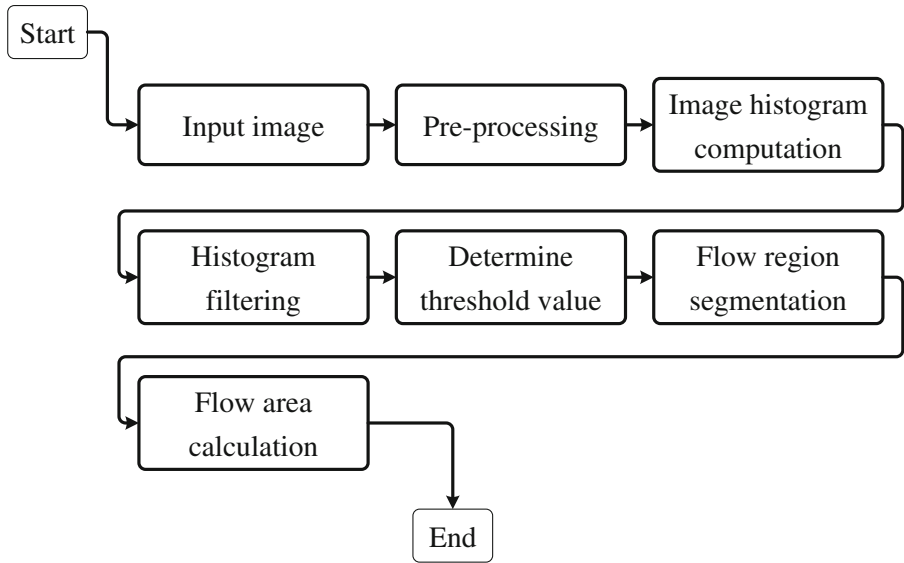 Start
Input image
Pre-processing
Image histogram
computation
Histogram
filtering
Determine
threshold value
Flow region
segmentation
Flow area
calculation
End